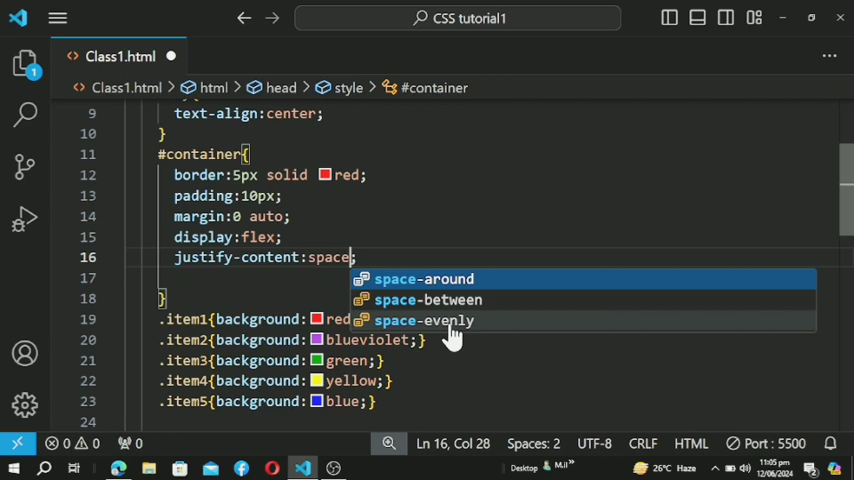 CSS tutorial1
Class1.html
Class1.html > html > head > style > #container
9 text-align:center;
10 }
11 #container{
12 border:5px solid red;
13 padding:10px;
14 margin:0 auto;
15 display:flex;
16 justify-content:space;
space-around
17
space-between
18 }
space-evenly
19 .item1{background: red
20 .item2{background: blueviolet;}
21 .item3{background: green;}
22 .item4{background: yellow;}
23 .item5{background: blue;}
24
1
0 0 0 Ln 16, Col 28 Spaces: 2 UTF-8 CRLF HTML Port : 5500
Desktop M.ii 26°C Haze 11:05 pm
12/06/2024 2